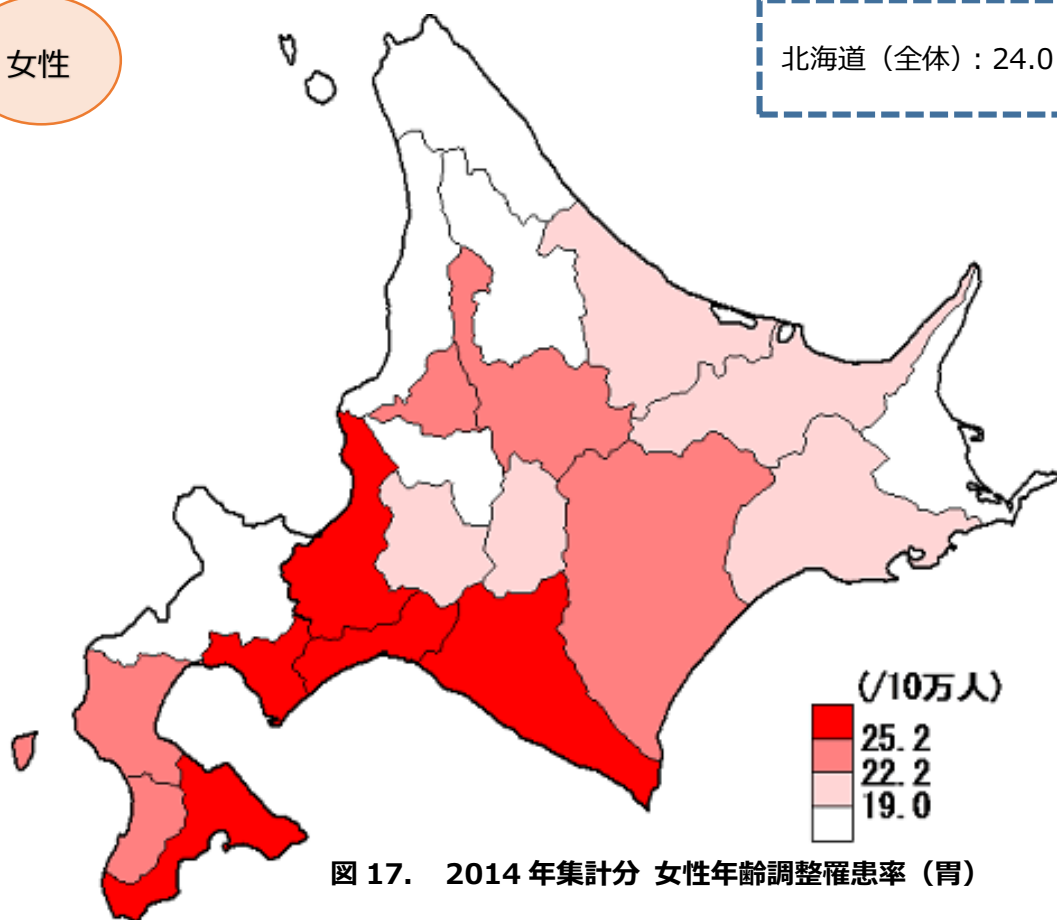 女性
北海道（全体）：24.0
(/10万人)
25.2
22.2
19.0
図 17.　2014 年集計分 女性年齢調整罹患率（胃）